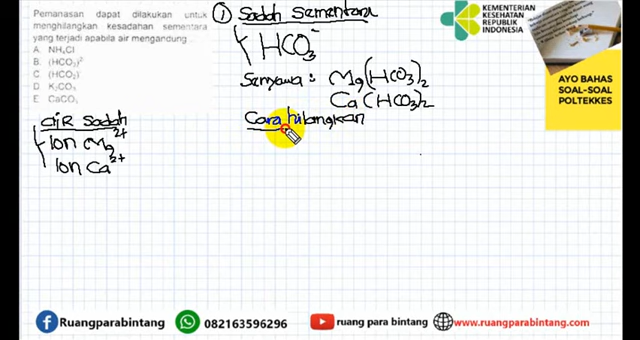 Pemanasan dapat dilakukan untuk
menghilangkan kesadahan sementara
yang terjadi apabila air mengandung
A. NH₄Cl
B. (HCO₃)²
C (HCO₃)⁻
D K₂CO₃
E CaCO₃
air Sadah
Ion Mg²⁺
Ion Ca²⁺
① Sadah Sementara
HCO₃⁻
Senyawa : Mg(HCO₃)₂
Ca(HCO₃)₂
Cara hilangkan
KEMENTERIAN
KESEHATAN
REPUBLIK
INDONESIA
AYO BAHAS
SOAL-SOAL
POLTEKKES
Ruangparabintang
082163596296
ruang para bintang
www.ruangparabintang.com